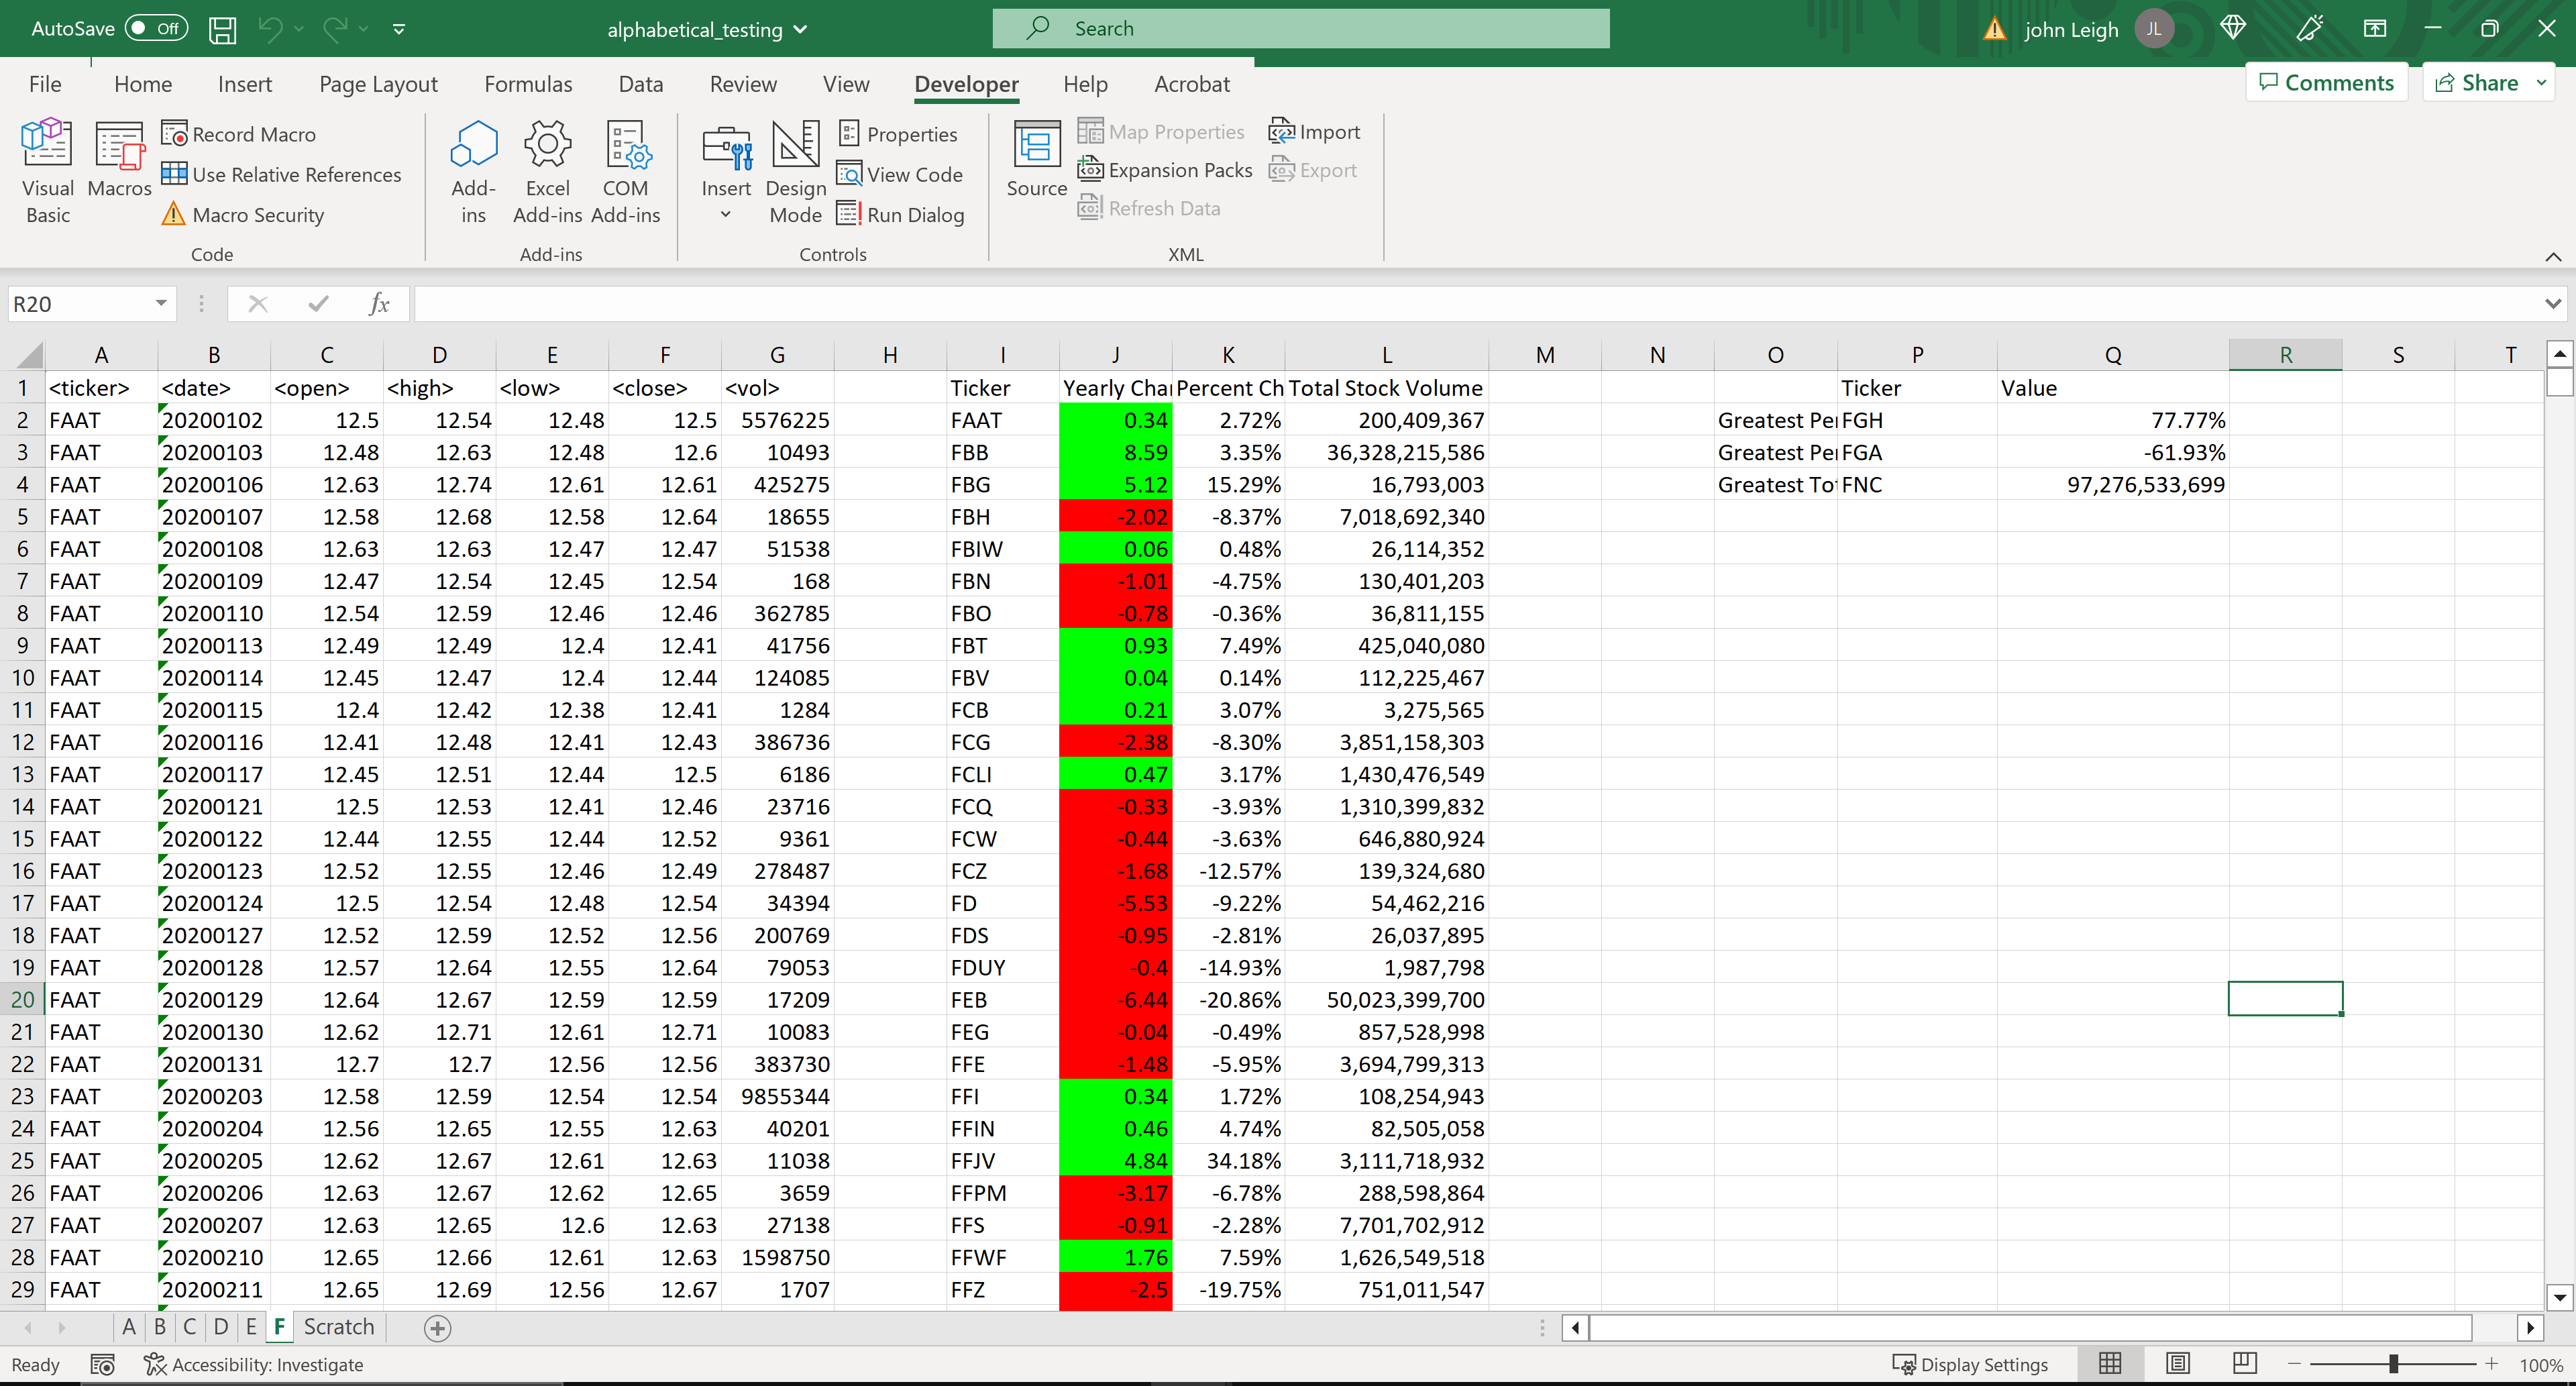 AutoSave Off alphabetical_testing Search john Leigh JL
File Home Insert Page Layout Formulas Data Review View Developer Help Acrobat Comments Share
Visual Basic
Macros
Record Macro
Use Relative References
Macro Security
Code
Add-ins
Excel Add-ins
COM Add-ins
Add-ins
Insert
Design Mode
Properties
View Code
Run Dialog
Controls
Source
Map Properties
Expansion Packs
Refresh Data
Import
Export
XML
R20 fx
A B C D E F G H I J K L M N O P Q R S T
1 <ticker> <date> <open> <high> <low> <close> <vol> Ticker Yearly Cha Percent Ch Total Stock Volume Ticker Value
2 FAAT 20200102 12.5 12.54 12.48 12.5 5576225 FAAT 0.34 2.72% 200,409,367 Greatest Per FGH 77.77%
3 FAAT 20200103 12.48 12.63 12.48 12.6 10493 FBB 8.59 3.35% 36,328,215,586 Greatest Per FGA -61.93%
4 FAAT 20200106 12.63 12.74 12.61 12.61 425275 FBG 5.12 15.29% 16,793,003 Greatest Tot FNC 97,276,533,699
5 FAAT 20200107 12.58 12.68 12.58 12.64 18655 FBH -2.02 -8.37% 7,018,692,340
6 FAAT 20200108 12.63 12.63 12.47 12.47 51538 FBIW 0.06 0.48% 26,114,352
7 FAAT 20200109 12.47 12.54 12.45 12.54 168 FBN -1.01 -4.75% 130,401,203
8 FAAT 20200110 12.54 12.59 12.46 12.46 362785 FBO -0.78 -0.36% 36,811,155
9 FAAT 20200113 12.49 12.49 12.4 12.41 41756 FBT 0.93 7.49% 425,040,080
10 FAAT 20200114 12.45 12.47 12.4 12.44 124085 FBV 0.04 0.14% 112,225,467
11 FAAT 20200115 12.4 12.42 12.38 12.41 1284 FCB 0.21 3.07% 3,275,565
12 FAAT 20200116 12.41 12.48 12.41 12.43 386736 FCG -2.38 -8.30% 3,851,158,303
13 FAAT 20200117 12.45 12.51 12.44 12.5 6186 FCLI 0.47 3.17% 1,430,476,549
14 FAAT 20200121 12.5 12.53 12.41 12.46 23716 FCQ -0.33 -3.93% 1,310,399,832
15 FAAT 20200122 12.44 12.55 12.44 12.52 9361 FCW -0.44 -3.63% 646,880,924
16 FAAT 20200123 12.52 12.55 12.46 12.49 278487 FCZ -1.68 -12.57% 139,324,680
17 FAAT 20200124 12.5 12.54 12.48 12.54 34394 FD -5.53 -9.22% 54,462,216
18 FAAT 20200127 12.52 12.59 12.52 12.56 200769 FDS -0.95 -2.81% 26,037,895
19 FAAT 20200128 12.57 12.64 12.55 12.64 79053 FDUY -0.4 -14.93% 1,987,798
20 FAAT 20200129 12.64 12.67 12.59 12.59 17209 FEB -6.44 -20.86% 50,023,399,700
21 FAAT 20200130 12.62 12.71 12.61 12.71 10083 FEG -0.04 -0.49% 857,528,998
22 FAAT 20200131 12.7 12.7 12.56 12.56 383730 FFE -1.48 -5.95% 3,694,799,313
23 FAAT 20200203 12.58 12.59 12.54 12.54 9855344 FFI 0.34 1.72% 108,254,943
24 FAAT 20200204 12.56 12.65 12.55 12.63 40201 FFIN 0.46 4.74% 82,505,058
25 FAAT 20200205 12.62 12.67 12.61 12.63 11038 FFJV 4.84 34.18% 3,111,718,932
26 FAAT 20200206 12.63 12.67 12.62 12.65 3659 FFPM -3.17 -6.78% 288,598,864
27 FAAT 20200207 12.63 12.65 12.6 12.63 27138 FFS -0.91 -2.28% 7,701,702,912
28 FAAT 20200210 12.65 12.66 12.61 12.63 1598750 FFWF 1.76 7.59% 1,626,549,518
29 FAAT 20200211 12.65 12.69 12.56 12.67 1707 FFZ -2.5 -19.75% 751,011,547
A B C D E F Scratch
Ready Accessibility: Investigate Display Settings 100%